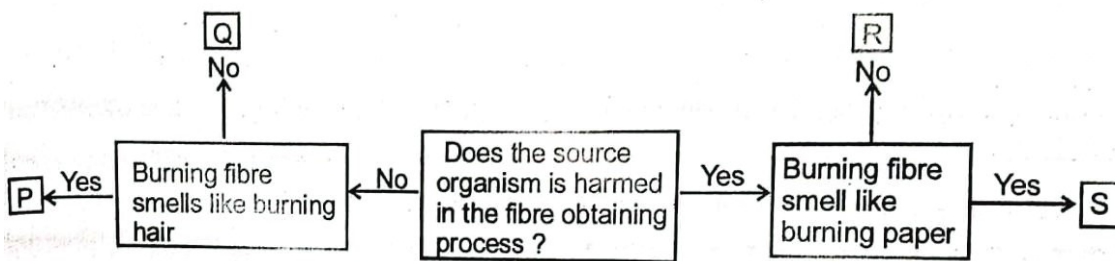 Q
No
R
No
P
Yes
Burning fibre
smells like burning
hair
No
Does the source
organism is harmed
in the fibre obtaining
process ?
Yes
Burning fibre
smell like
burning paper
Yes
S